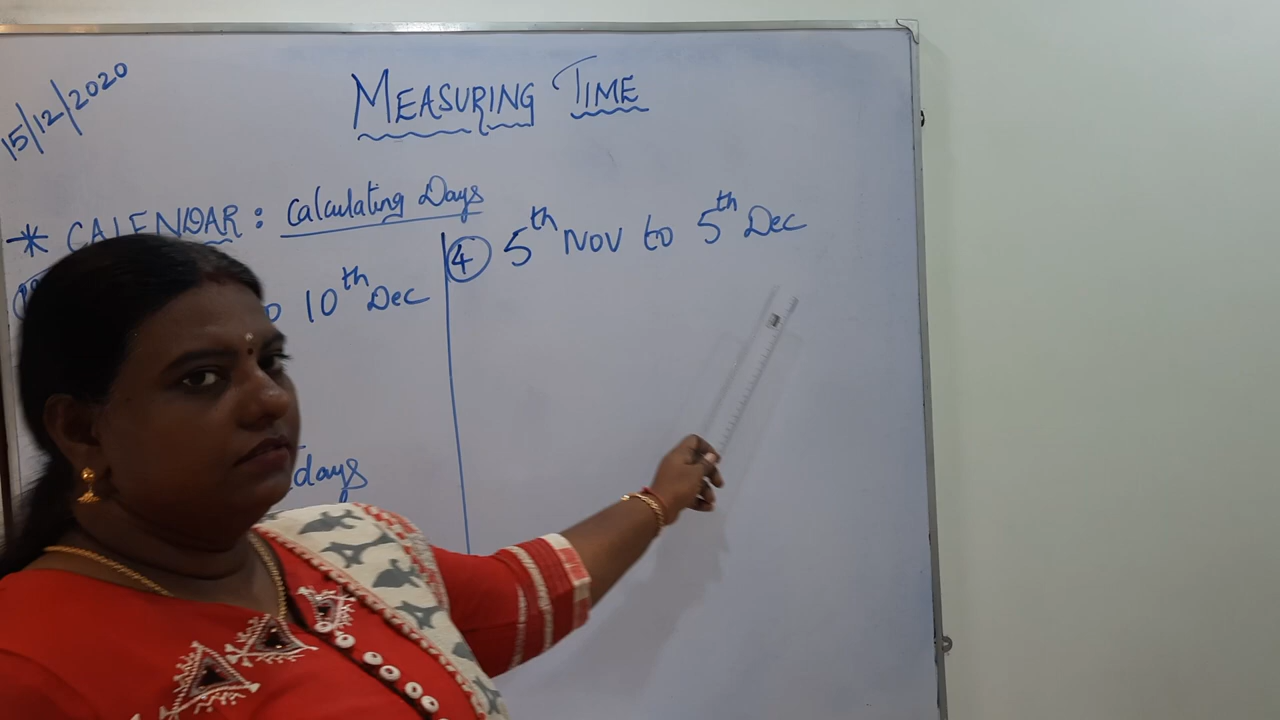 15/12/2020
MEASURING TIME
* CALENDAR : Calculating Days
10th Dec
days
④ 5th Nov to 5th Dec